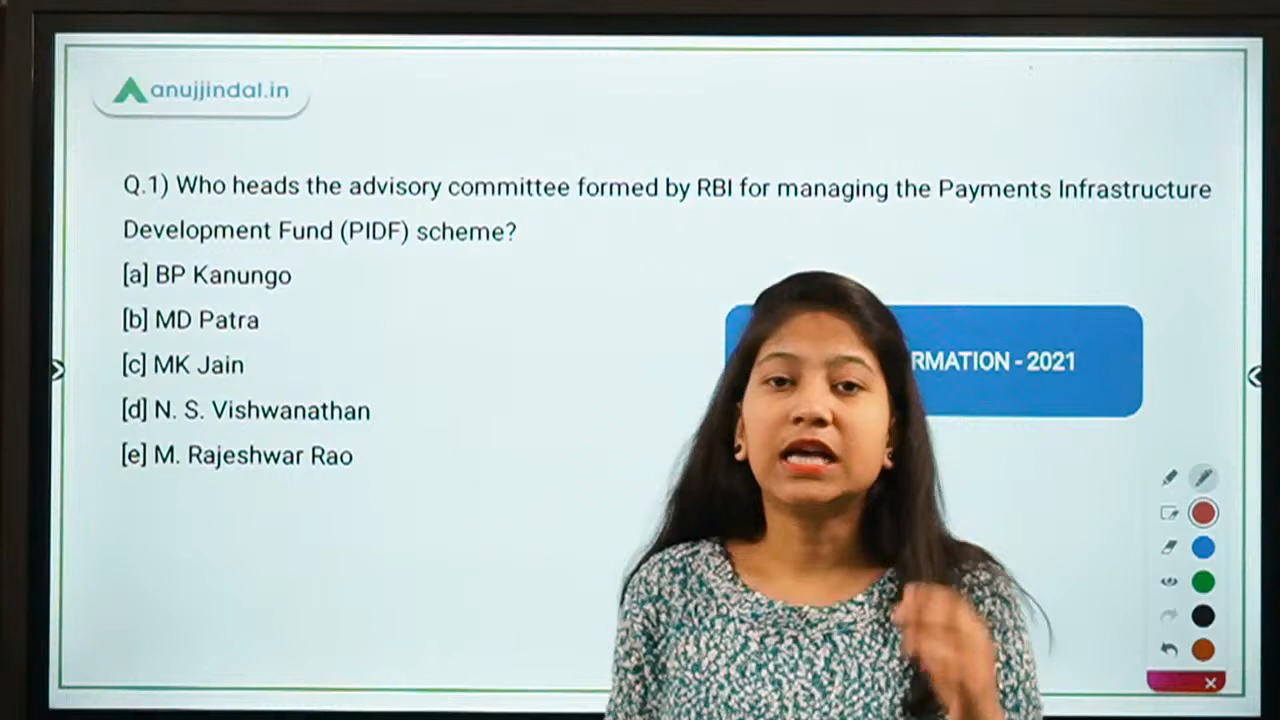 anujjindal.in
Q.1) Who heads the advisory committee formed by RBI for managing the Payments Infrastructure
Development Fund (PIDF) scheme?
[a] BP Kanungo
[b] MD Patra
[c] MK Jain
[d] N. S. Vishwanathan
[e] M. Rajeshwar Rao
- 2021